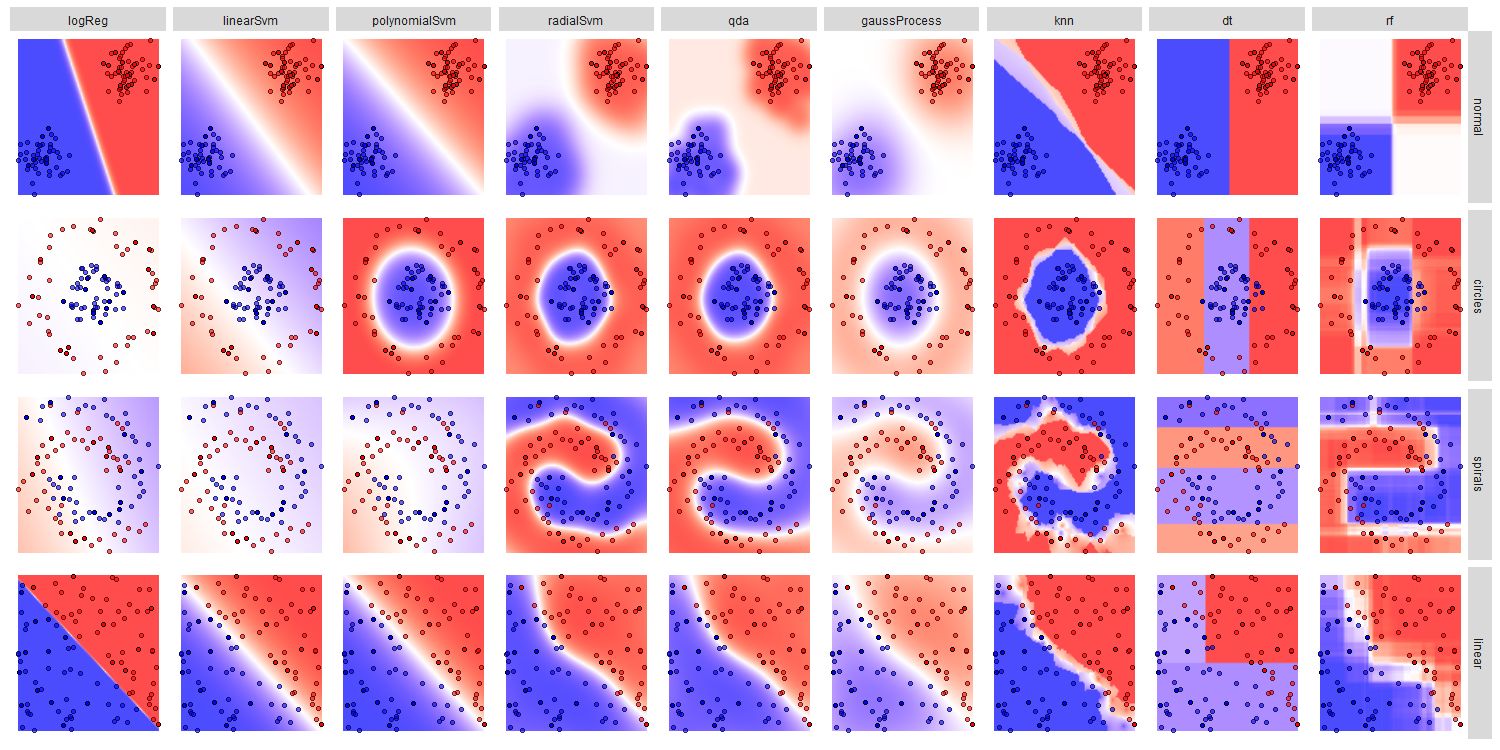 logReg linearSvm polynomialSvm radialSvm qda gaussProcess knn dt rf
normal
circles
spirals
linear